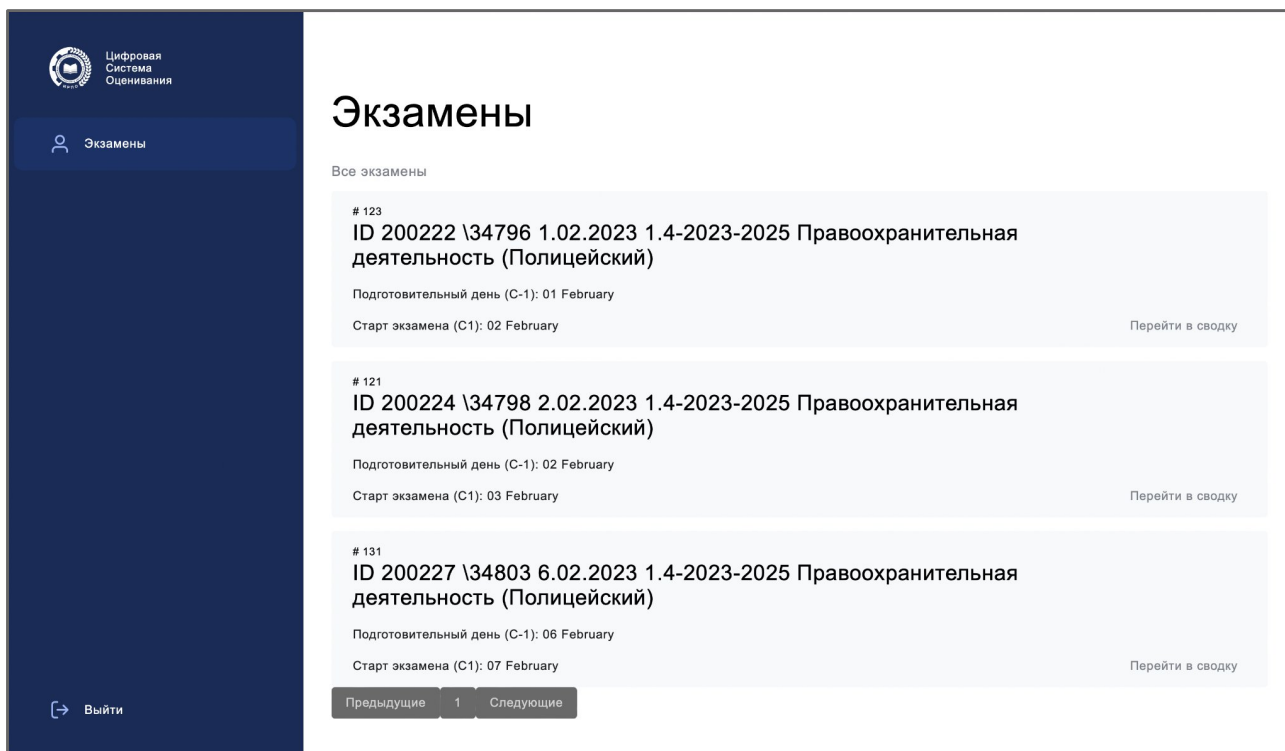 Цифровая
Система
Оценивания
Экзамены
Выйти
Экзамены
Все экзамены
# 123
ID 200222 \34796 1.02.2023 1.4-2023-2025 Правоохранительная
деятельность (Полицейский)
Подготовительный день (С-1): 01 February
Старт экзамена (С1): 02 February
Перейти в сводку
# 121
ID 200224 \34798 2.02.2023 1.4-2023-2025 Правоохранительная
деятельность (Полицейский)
Подготовительный день (С-1): 02 February
Старт экзамена (С1): 03 February
Перейти в сводку
# 131
ID 200227 \34803 6.02.2023 1.4-2023-2025 Правоохранительная
деятельность (Полицейский)
Подготовительный день (С-1): 06 February
Старт экзамена (С1): 07 February
Перейти в сводку
Предыдущие 1 Следующие